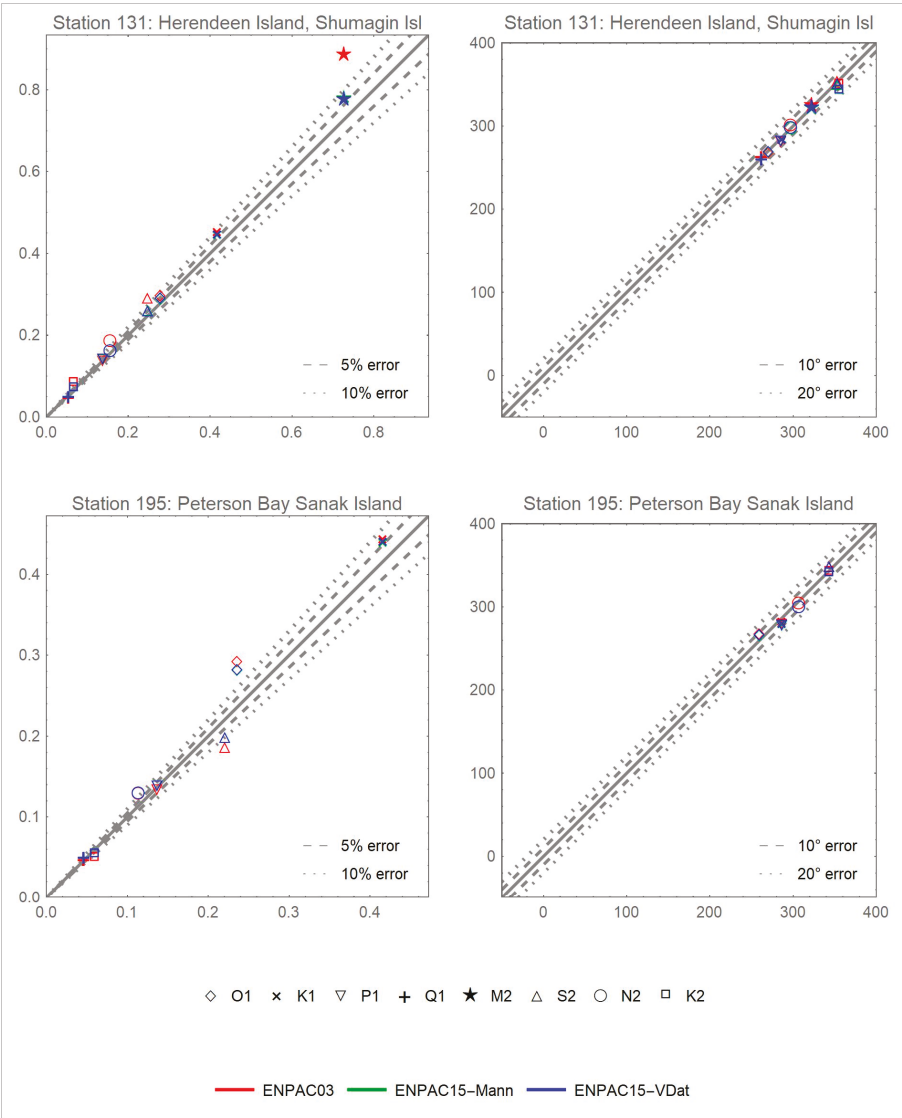 Station 131: Herendeen Island, Shumagin Isl
0.8
0.6
0.4
0.2
0.0
5% error
10% error
0.0 0.2 0.4 0.6 0.8
Station 131: Herendeen Island, Shumagin Isl
400
300
200
100
0
10° error
20° error
0 100 200 300 400
Station 195: Peterson Bay Sanak Island
0.4
0.3
0.2
0.1
0.0
5% error
10% error
0.0 0.1 0.2 0.3 0.4
Station 195: Peterson Bay Sanak Island
400
300
200
100
0
10° error
20° error
0 100 200 300 400
O1 K1 P1 Q1 M2 S2 N2 K2
ENPAC03 ENPAC15–Mann ENPAC15–VDat